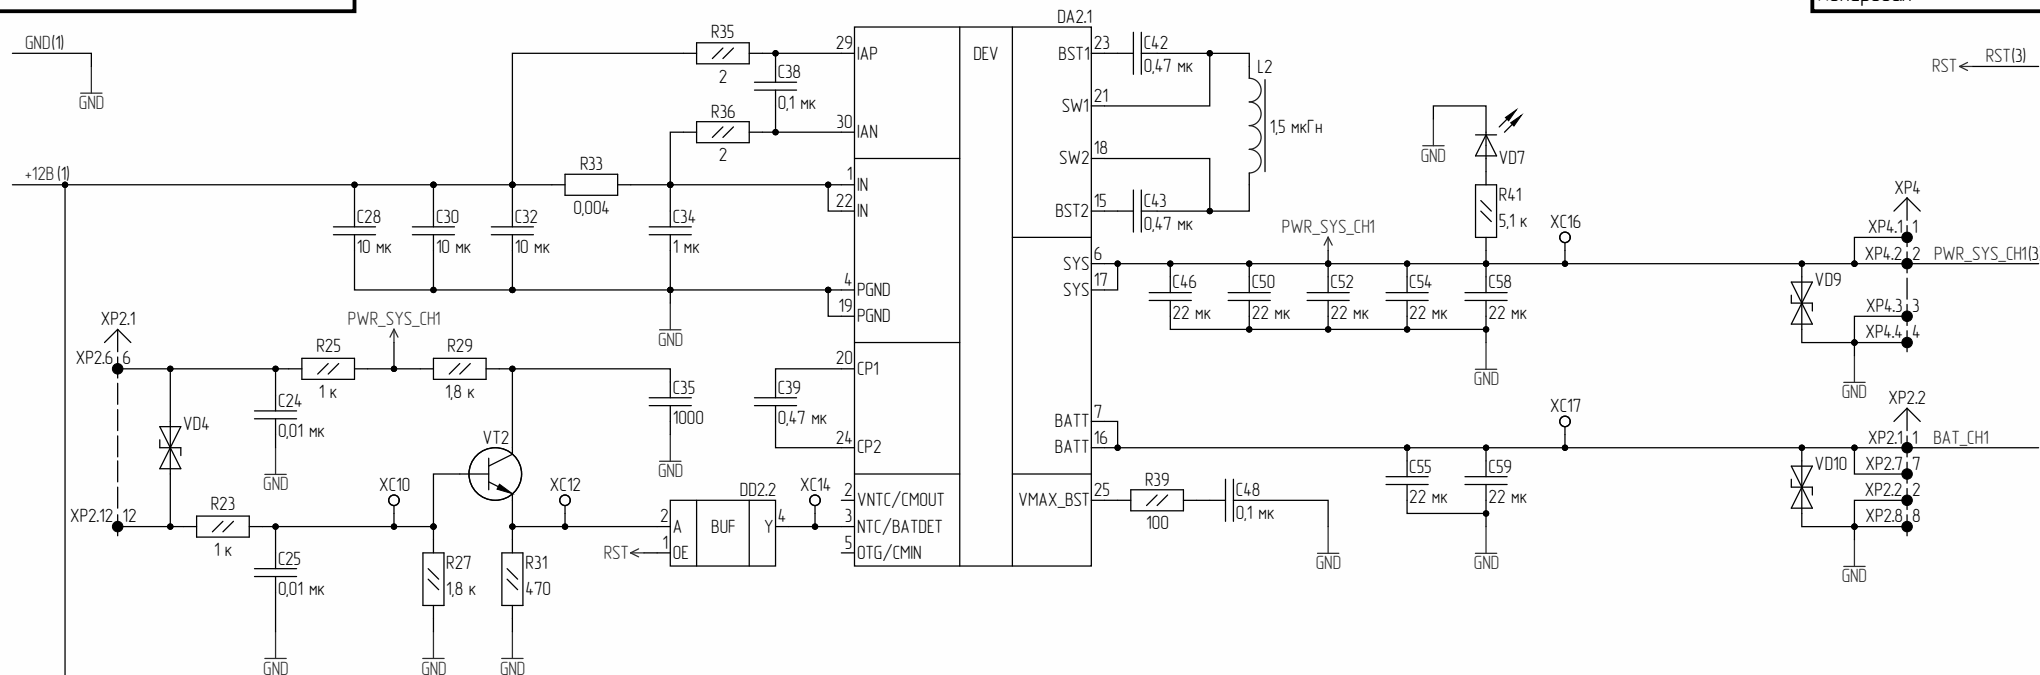 GND(1)
GND
+12В (1)
R35
2
C38
0,1 мк
R36
2
R33
0,004
C28
10 мк
C30
10 мк
C32
10 мк
C34
1 мк
GND
DA2.1
DEV
29
IAP
30
IAN
1
IN
22
IN
4
PGND
19
PGND
20
CP1
24
CP2
2
VNTC/CMOUT
3
NTC/BATDET
5
OTG/CMIN
BST1
23
SW1
21
SW2
18
BST2
15
SYS
6
SYS
17
BATT
7
BATT
16
VMAX_BST
25
C42
0,47 мк
L2
1,5 мкГн
C43
0,47 мк
RST
RST(3)
GND
VD7
R41
5,1 к
PWR_SYS_CH1
XC16
C46
22 мк
C50
22 мк
C52
22 мк
C54
22 мк
C58
22 мк
GND
VD9
XP4
XP4.1
1
XP4.2
2
PWR_SYS_CH1(3
XP4.3
3
XP4.4
4
GND
XP2.2
XP2.1
1
BAT_CH1
XP2.7
7
XP2.2
2
XP2.8
8
GND
VD10
XC17
C55
22 мк
C59
22 мк
GND
R39
100
C48
0,1 мк
GND
XP2.1
XP2.6
6
XP2.12
12
VD4
C24
0,01 мк
GND
R25
1 к
PWR_SYS_CH1
R29
1,8 к
C35
1000
GND
C39
0,47 мк
VT2
R23
1 к
C25
0,01 мк
GND
XC10
R27
1,8 к
GND
R31
470
GND
XC12
DD2.2
2
A
BUF
Y
4
1
OE
RST
XC14